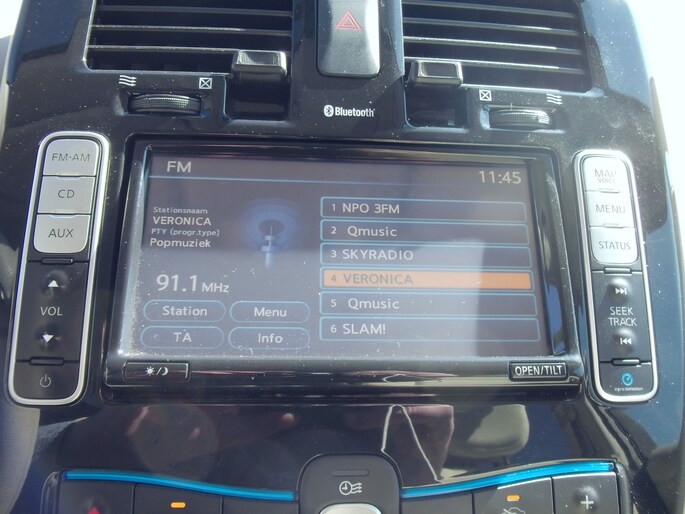 Bluetooth
FM·AM
CD
AUX
VOL
FM
11:45
Stationsnaam
VERONICA
PTY (progr.type)
Popmuziek
91.1 MHz
Station
Menu
TA
Info
1 NPO 3FM
2 Qmusic
3 SKYRADIO
4 VERONICA
5 Qmusic
6 SLAM!
OPEN/TILT
MAP
VOICE
MENU
STATUS
SEEK
TRACK
+